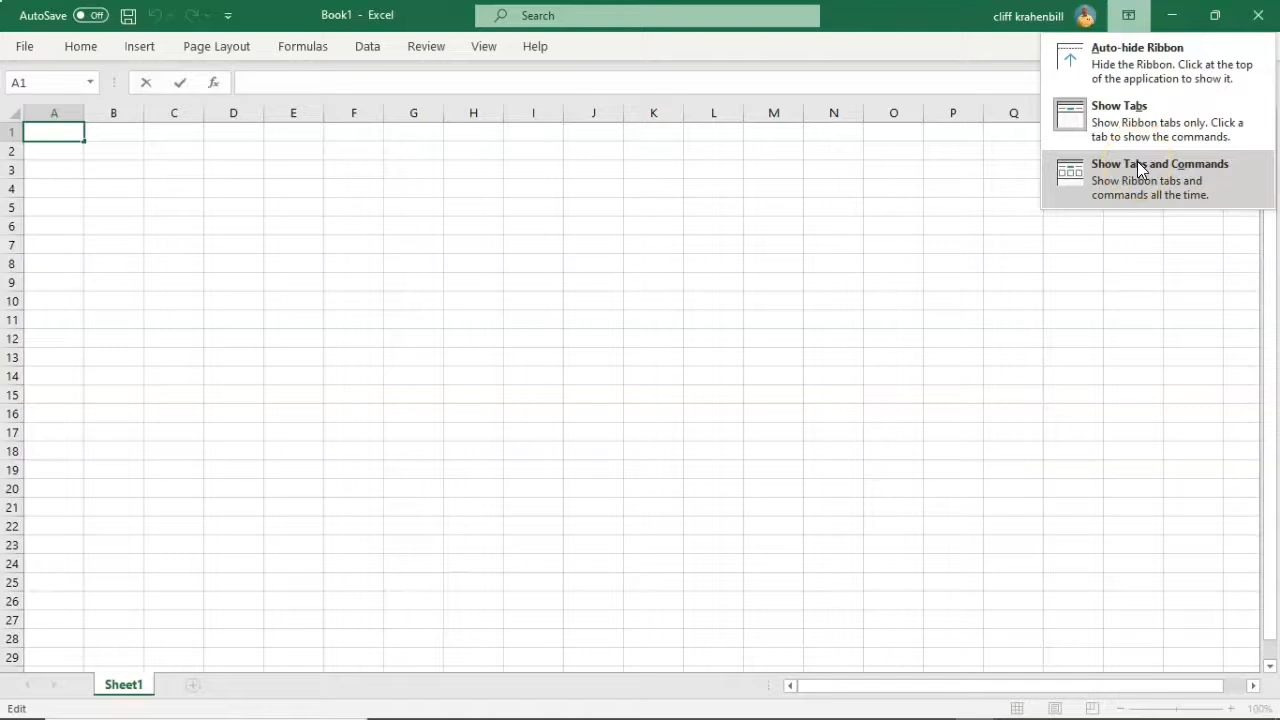 AutoSave Off Book1 - Excel Search cliff krahenbill
File Home Insert Page Layout Formulas Data Review View Help
Auto-hide Ribbon
Hide the Ribbon. Click at the top
of the application to show it.
Show Tabs
Show Ribbon tabs only. Click a
tab to show the commands.
Show Tabs and Commands
Show Ribbon tabs and
commands all the time.
A1 fx
A B C D E G H I J K L M N O P Q
1
2
3
4
5
6
7
8
9
10
11
12
13
14
15
16
17
18
19
20
21
22
23
24
25
26
27
28
29
Sheet1
Edit 100%